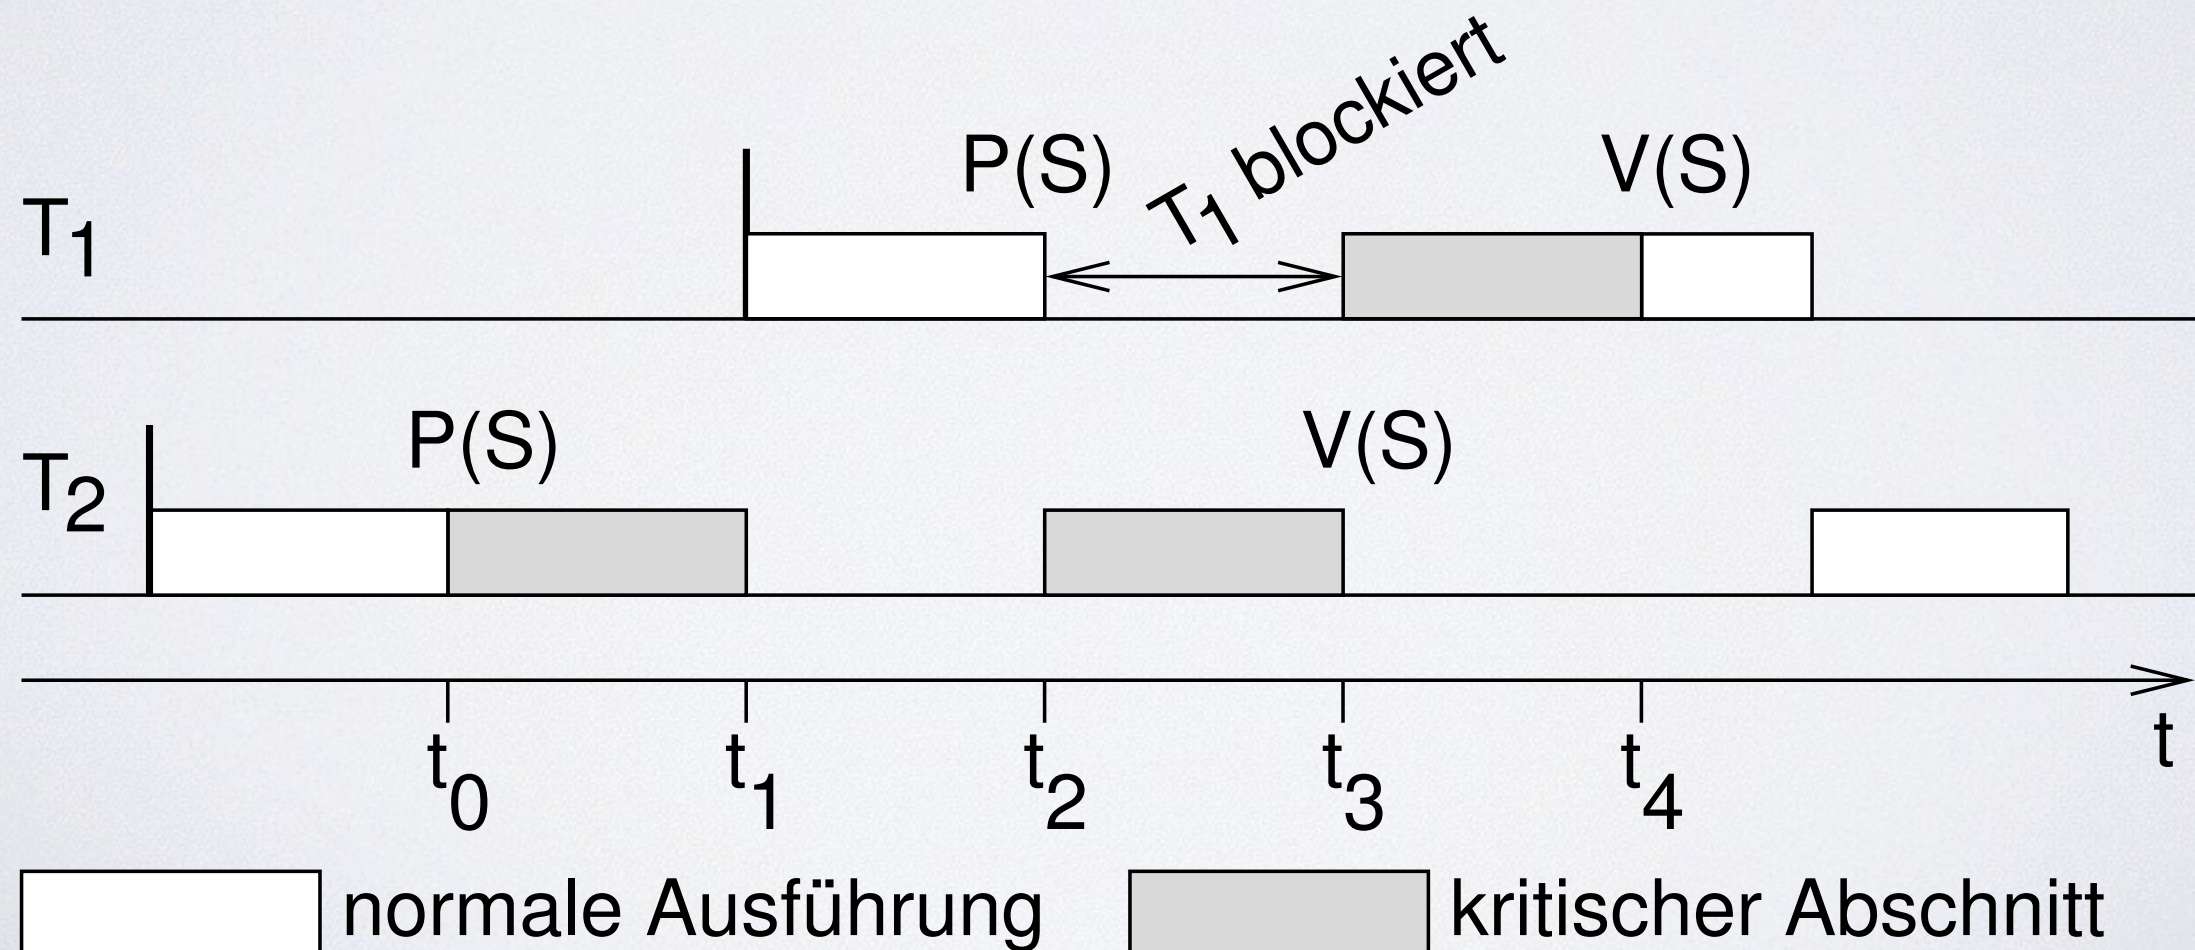 T1 blockiert
P(S) V(S)
T1
P(S) V(S)
T2
t
t0 t1 t2 t3 t4
normale Ausführung kritischer Abschnitt